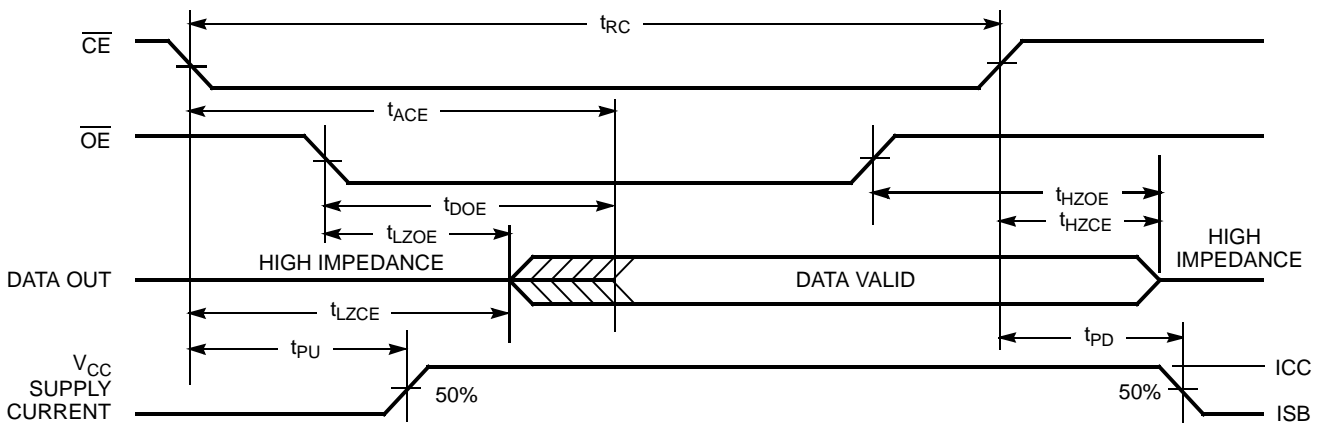 tRC
CE
tACE
OE
tDOE
tHZOE
tLZOE
tHZCE
HIGH IMPEDANCE
HIGH
IMPEDANCE
DATA OUT
DATA VALID
tLZCE
tPU
tPD
VCC
SUPPLY
CURRENT
50%
50%
ICC
ISB